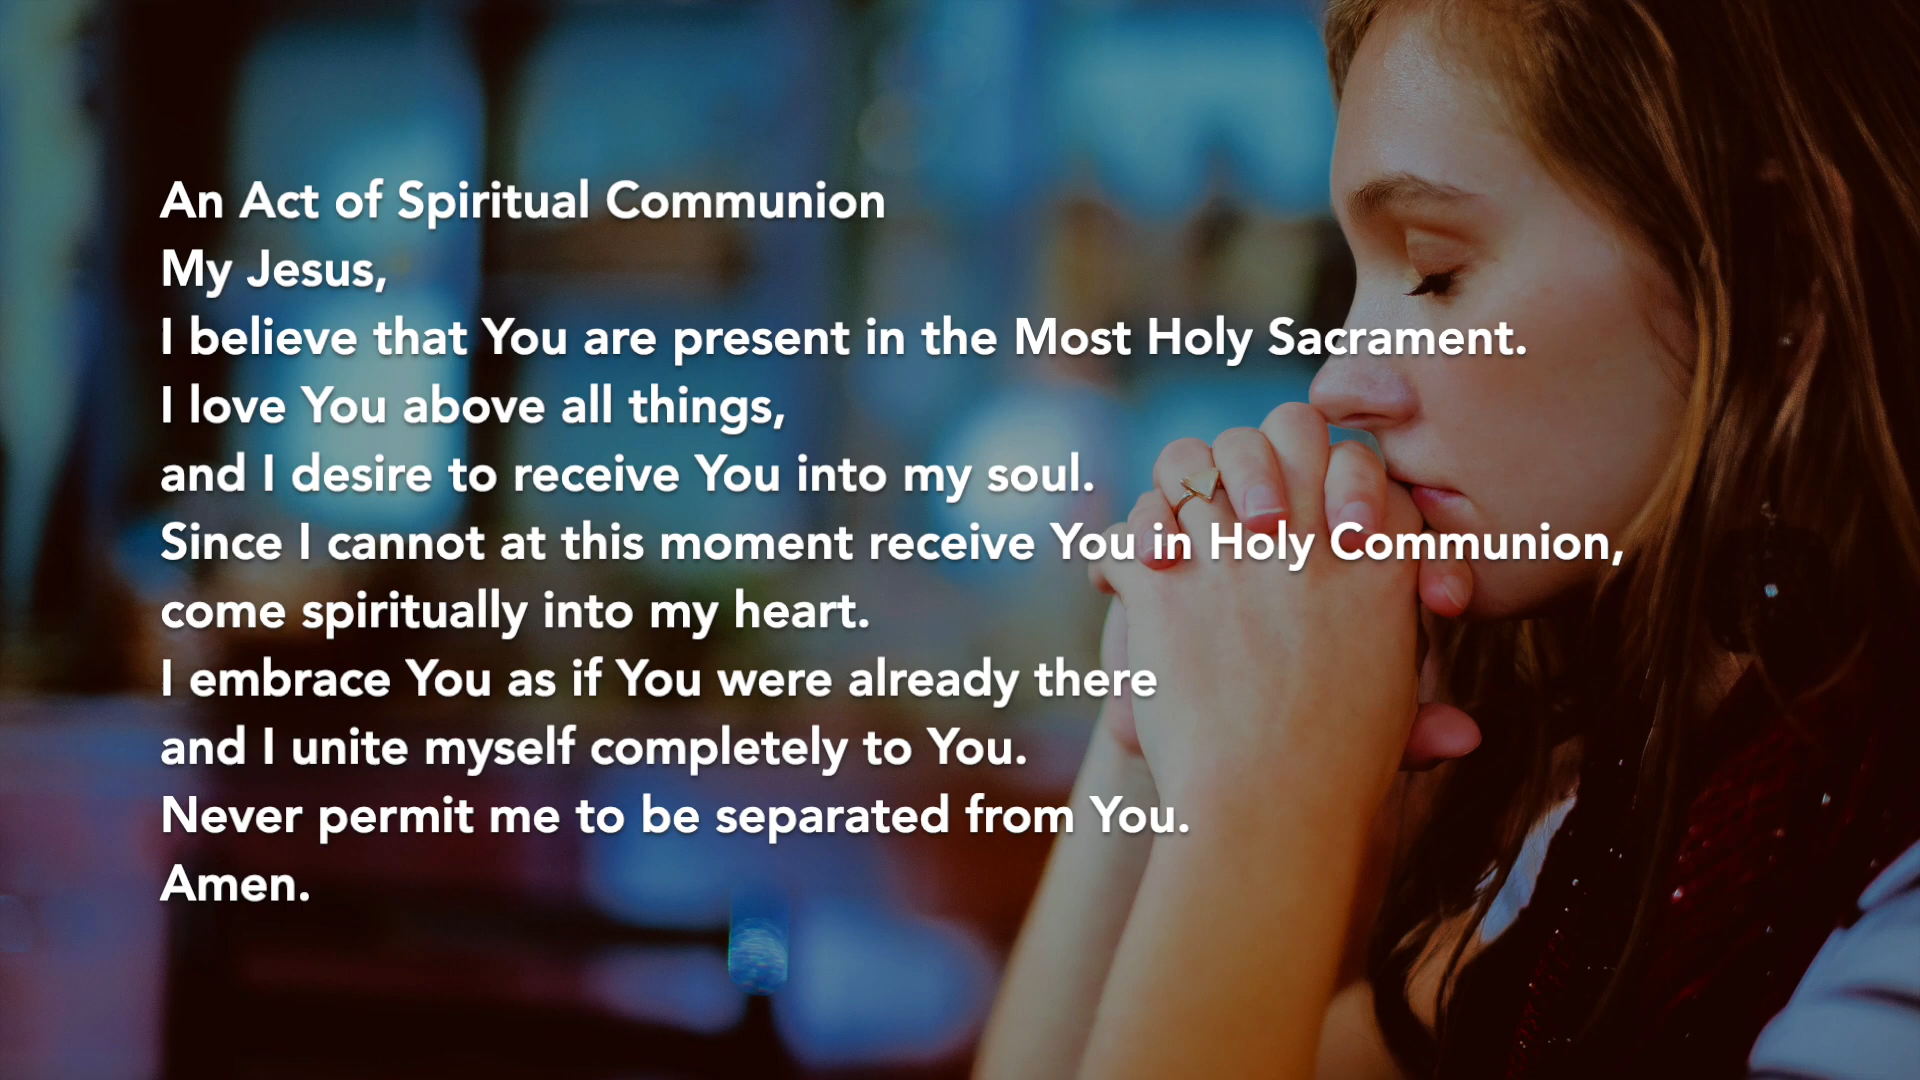 An Act of Spiritual Communion
My Jesus,
I believe that You are present in the Most Holy Sacrament.
I love You above all things,
and I desire to receive You into my soul.
Since I cannot at this moment receive You in Holy Communion,
come spiritually into my heart.
I embrace You as if You were already there
and I unite myself completely to You.
Never permit me to be separated from You.
Amen.